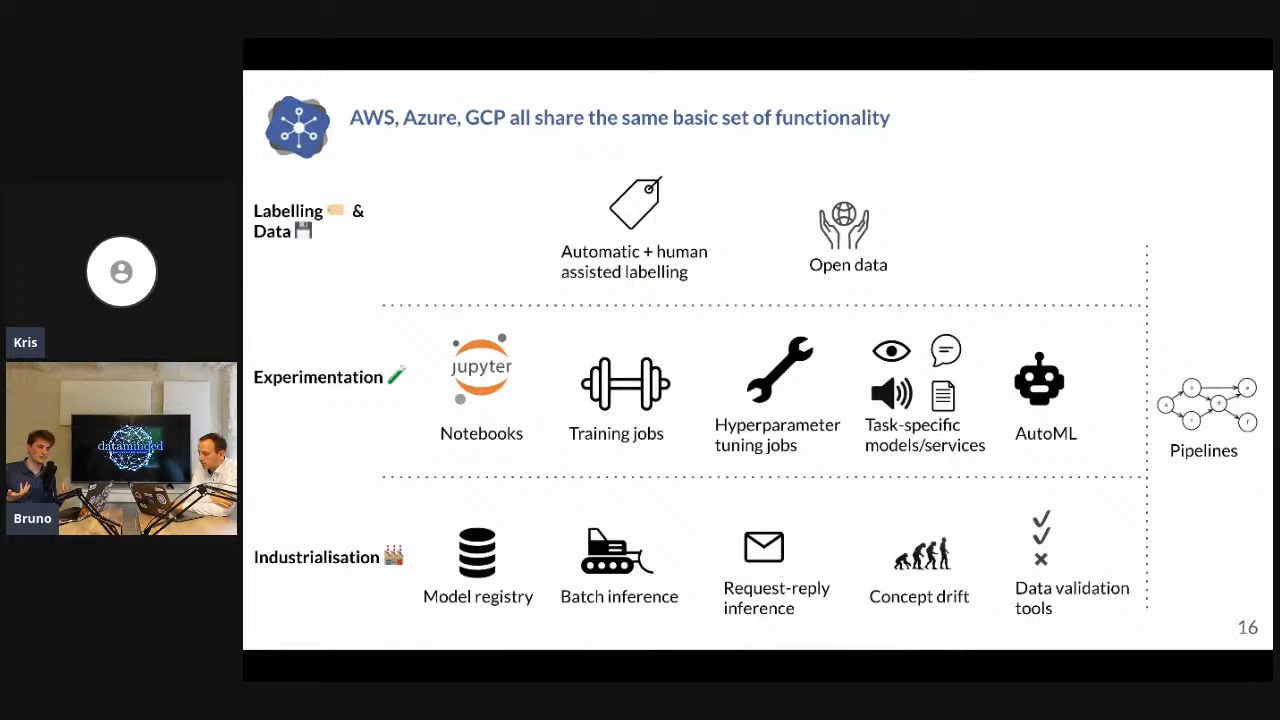 AWS, Azure, GCP all share the same basic set of functionality
Labelling &
Data
Automatic + human
assisted labelling
Open data
Kris
Experimentation
jupyter
Notebooks
Training jobs
Hyperparameter
tuning jobs
Task-specific
models/services
AutoML
Pipelines
dataminded
Bruno
Industrialisation
Model registry
Batch inference
Request-reply
inference
Concept drift
Data validation
tools
16